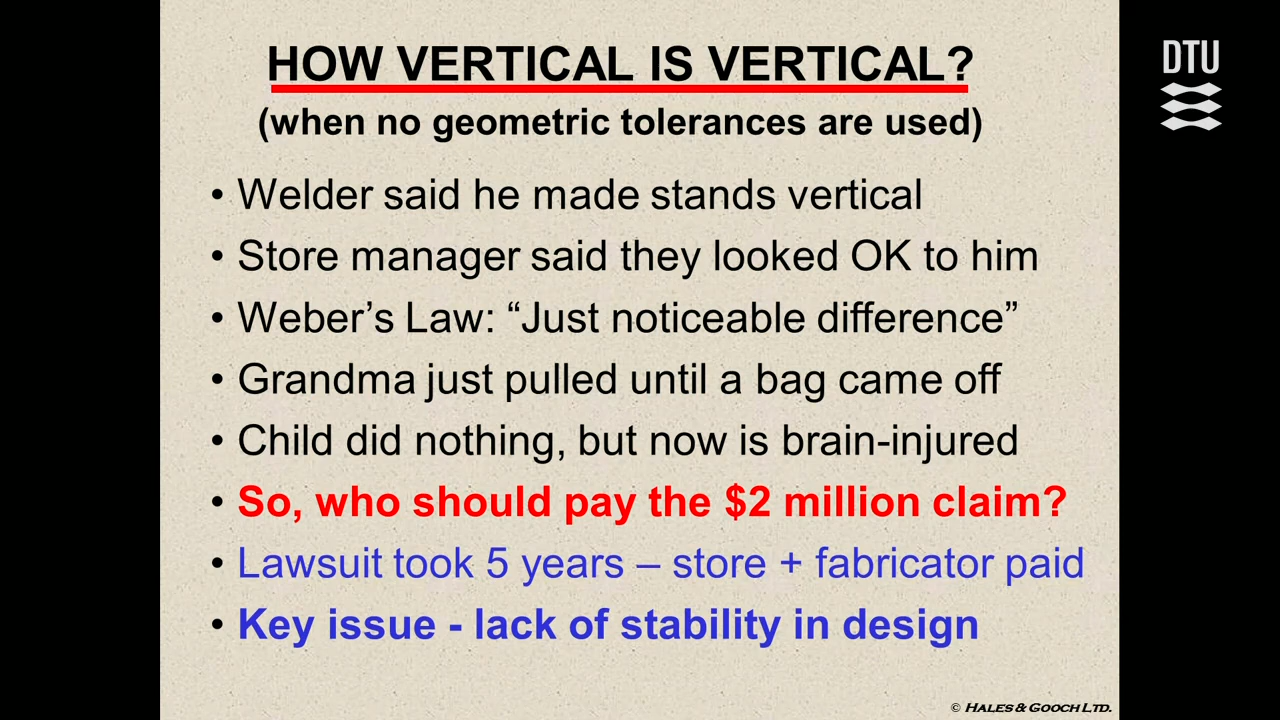 HOW VERTICAL IS VERTICAL?
(when no geometric tolerances are used)
• Welder said he made stands vertical
• Store manager said they looked OK to him
• Weber’s Law: “Just noticeable difference”
• Grandma just pulled until a bag came off
• Child did nothing, but now is brain-injured
• So, who should pay the $2 million claim?
• Lawsuit took 5 years – store + fabricator paid
• Key issue - lack of stability in design
© HALES & GOOCH LTD.
DTU